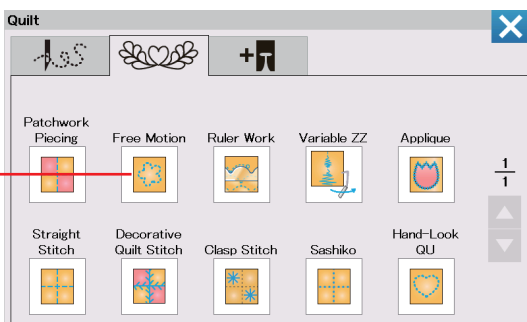 Quilt
Patchwork
Piecing
Free Motion
Ruler Work
Variable ZZ
Applique
1
1
Straight
Stitch
Decorative
Quilt Stitch
Clasp Stitch
Sashiko
Hand-Look
QU